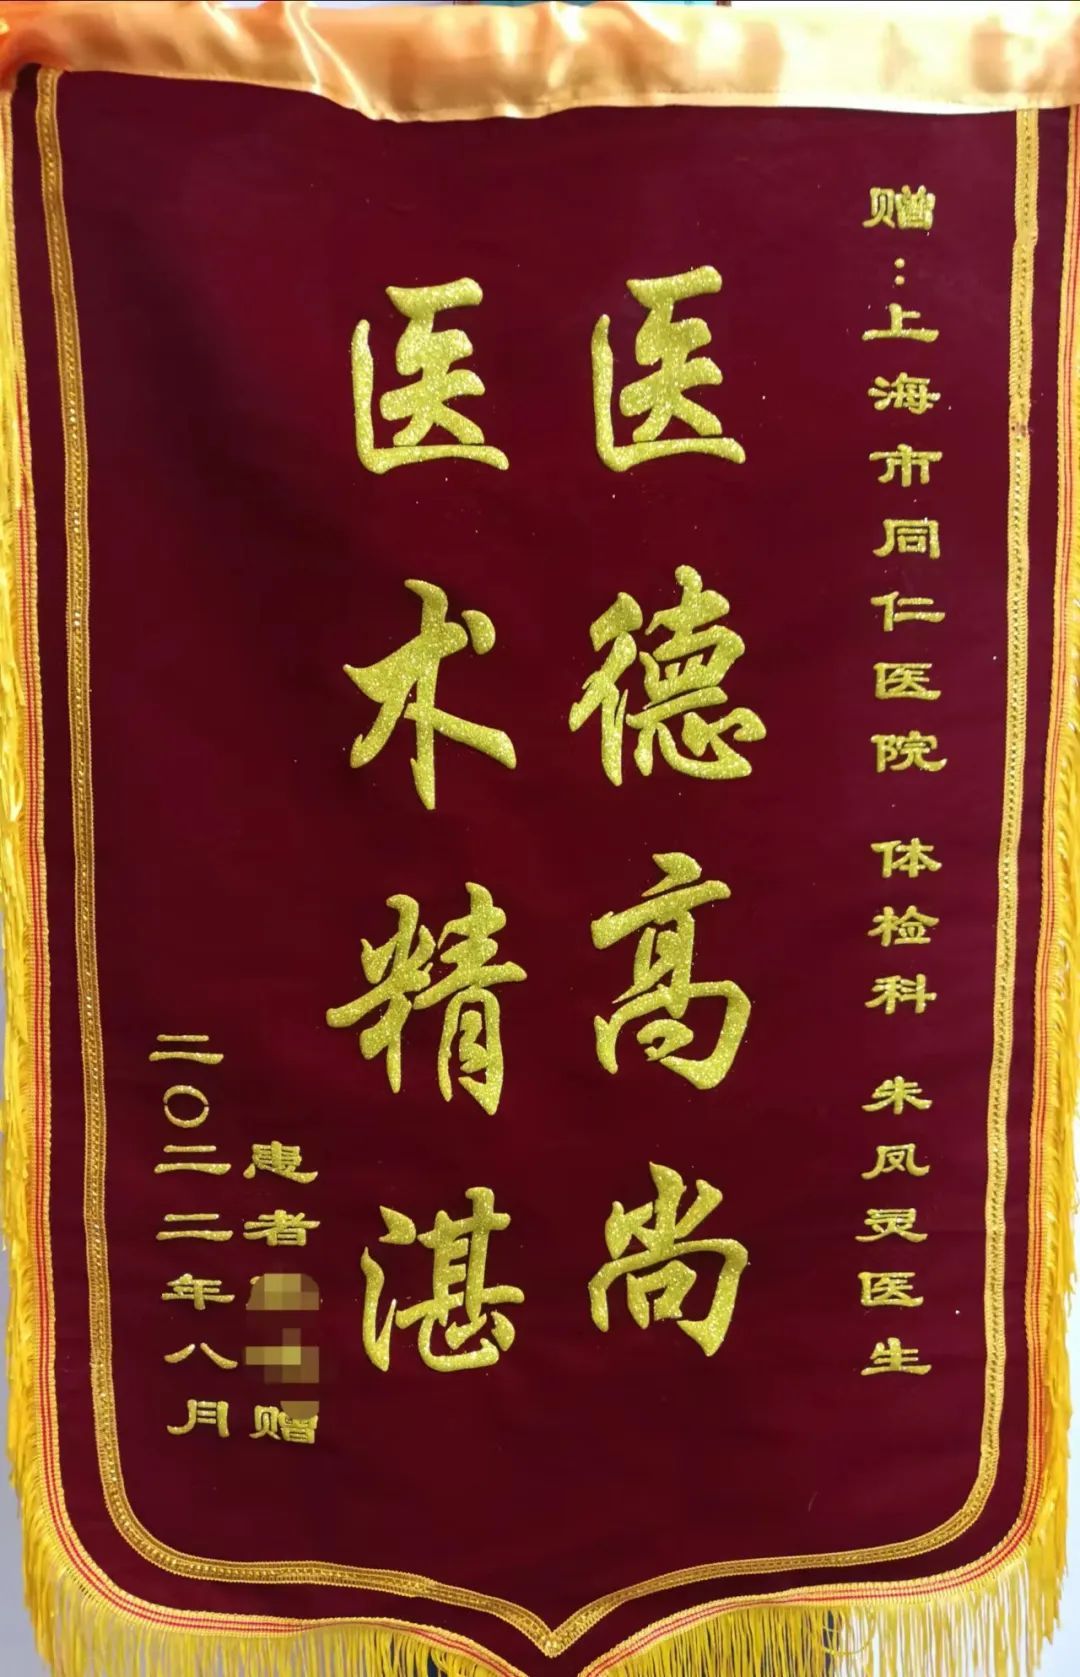 赠：上海市同仁医院 体检科 朱凤灵医生
医德高尚
医术精湛
患者 赠
二〇二二年八月